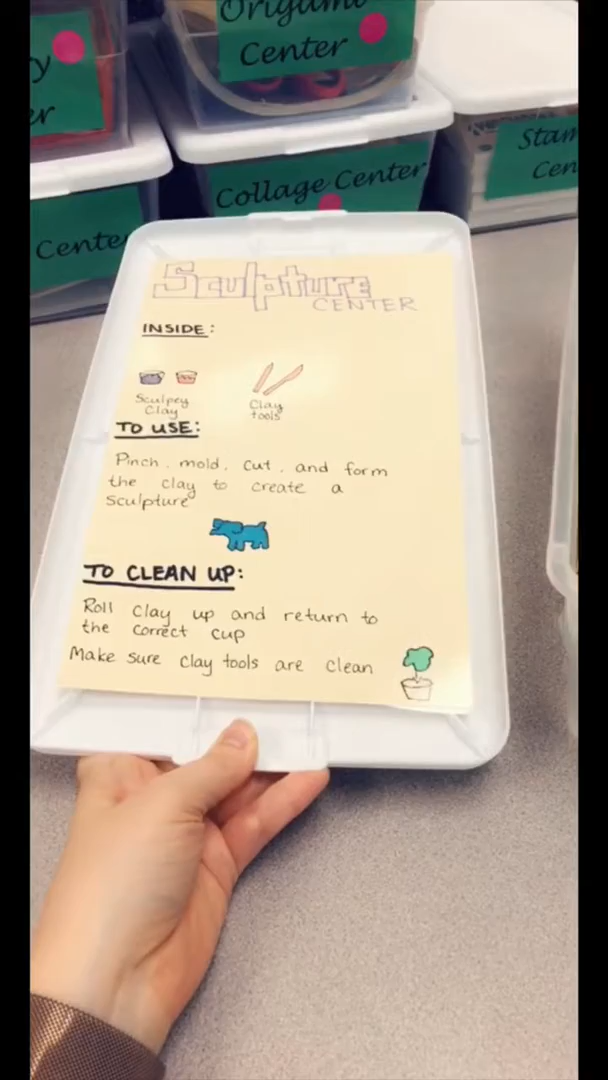 Origami
Center
Collage Center
Center
Sculpture
CENTER
INSIDE:
Sculpey
Clay
Clay
tools
TO USE:
Pinch, mold, cut, and form
the clay to create a
sculpture
TO CLEAN UP:
Roll clay up and return to
the correct cup
Make sure clay tools are clean